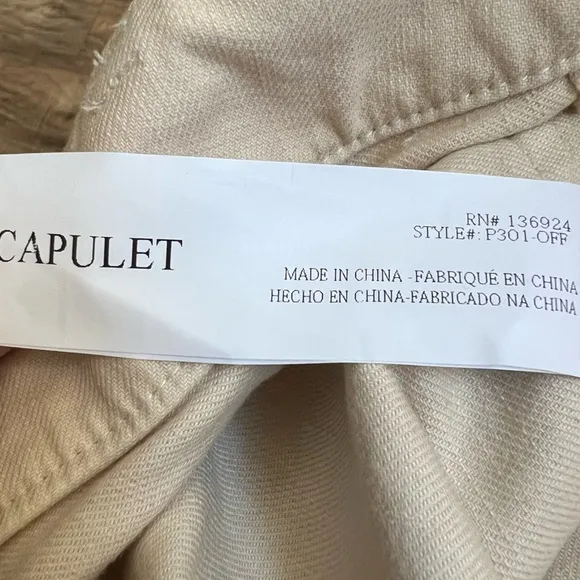 CAPULET
RN# 136924
STYLE#: P301-OFF
MADE IN CHINA -FABRIQUÉ EN CHINA
HECHO EN CHINA-FABRICADO NA CHINA